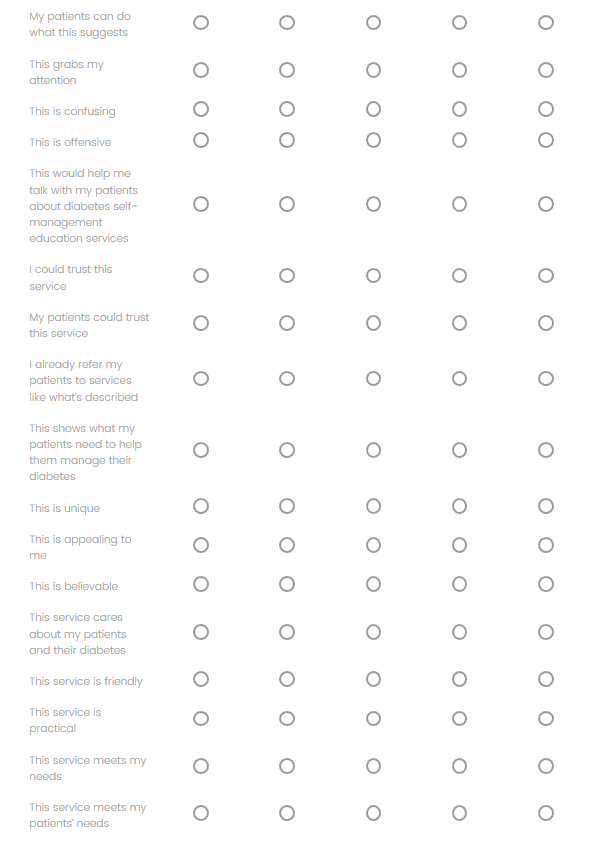 My patients can do
what this suggests
This grabs my
attention
This is confusing
This is offensive
This would help me
talk with my patients
about diabetes self-
management
education services
I could trust this
service
My patients could trust
this service
I already refer my
patients to services
like what's described
This shows what my
patients need to help
them manage their
diabetes
This is unique
This is appealing to
me
This is believable
This service cares
about my patients
and their diabetes
This service is friendly
This service is
practical
This service meets my
needs
This service meets my
patients' needs